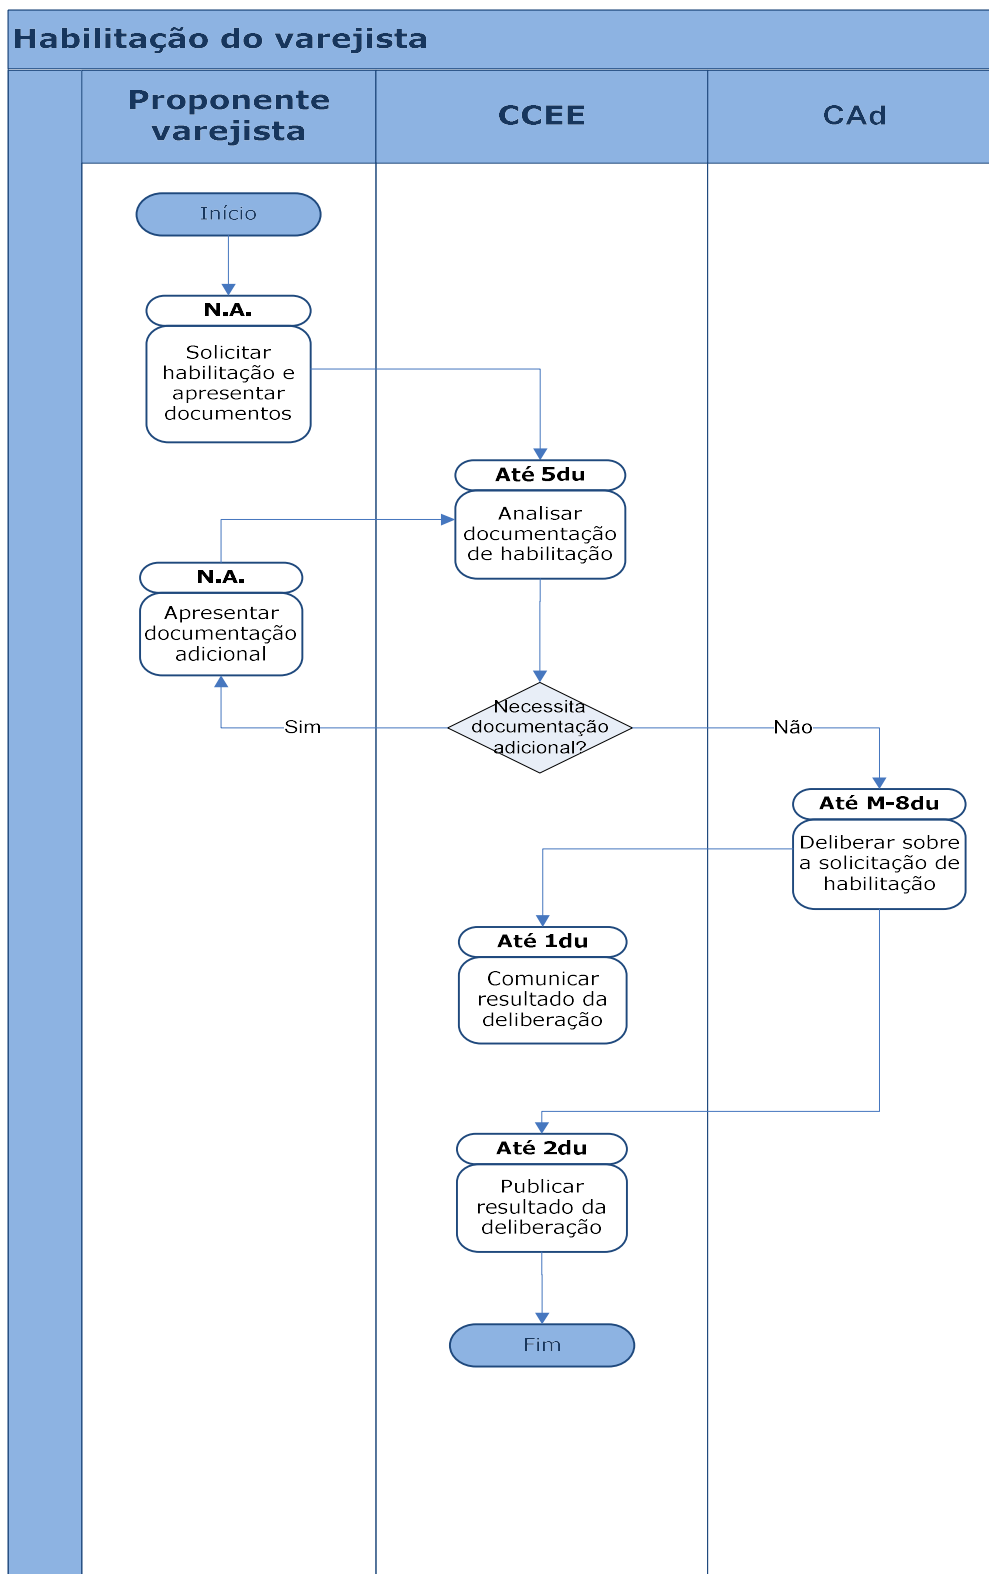 Habilitação do varejista
Proponente
varejista
CCEE
CAd
Início
N.A.
Solicitar
habilitação e
apresentar
documentos
Até 5du
Analisar
documentação
de habilitação
N.A.
Apresentar
documentação
adicional
Necessita
documentação
adicional?
Sim
Não
Até M-8du
Deliberar sobre
a solicitação de
habilitação
Até 1du
Comunicar
resultado da
deliberação
Até 2du
Publicar
resultado da
deliberação
Fim